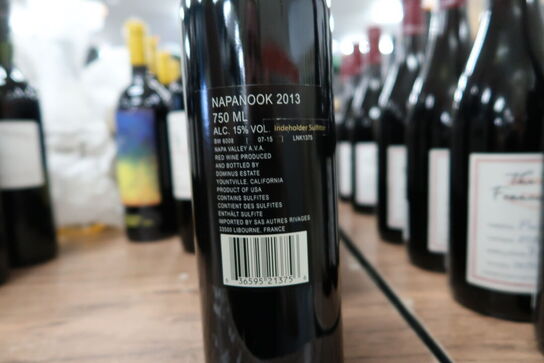 NAPANOOK 2013
750 ML
ALC. 15% VOL. Indeholder Sulfitter
BW 6008 | 07-15 | LNK1375
NAPA VALLEY A.V.A.
RED WINE PRODUCED
AND BOTTLED BY
DOMINUS ESTATE
YOUNTVILLE, CALIFORNIA
PRODUCT OF USA
CONTAINS SULFITES
CONTIENT DES SULFITES
ENTHÄLT SULFITE
IMPORTED BY SAS AUTRES RIVAGES
33500 LIBOURNE, FRANCE
6 36595 21375 6